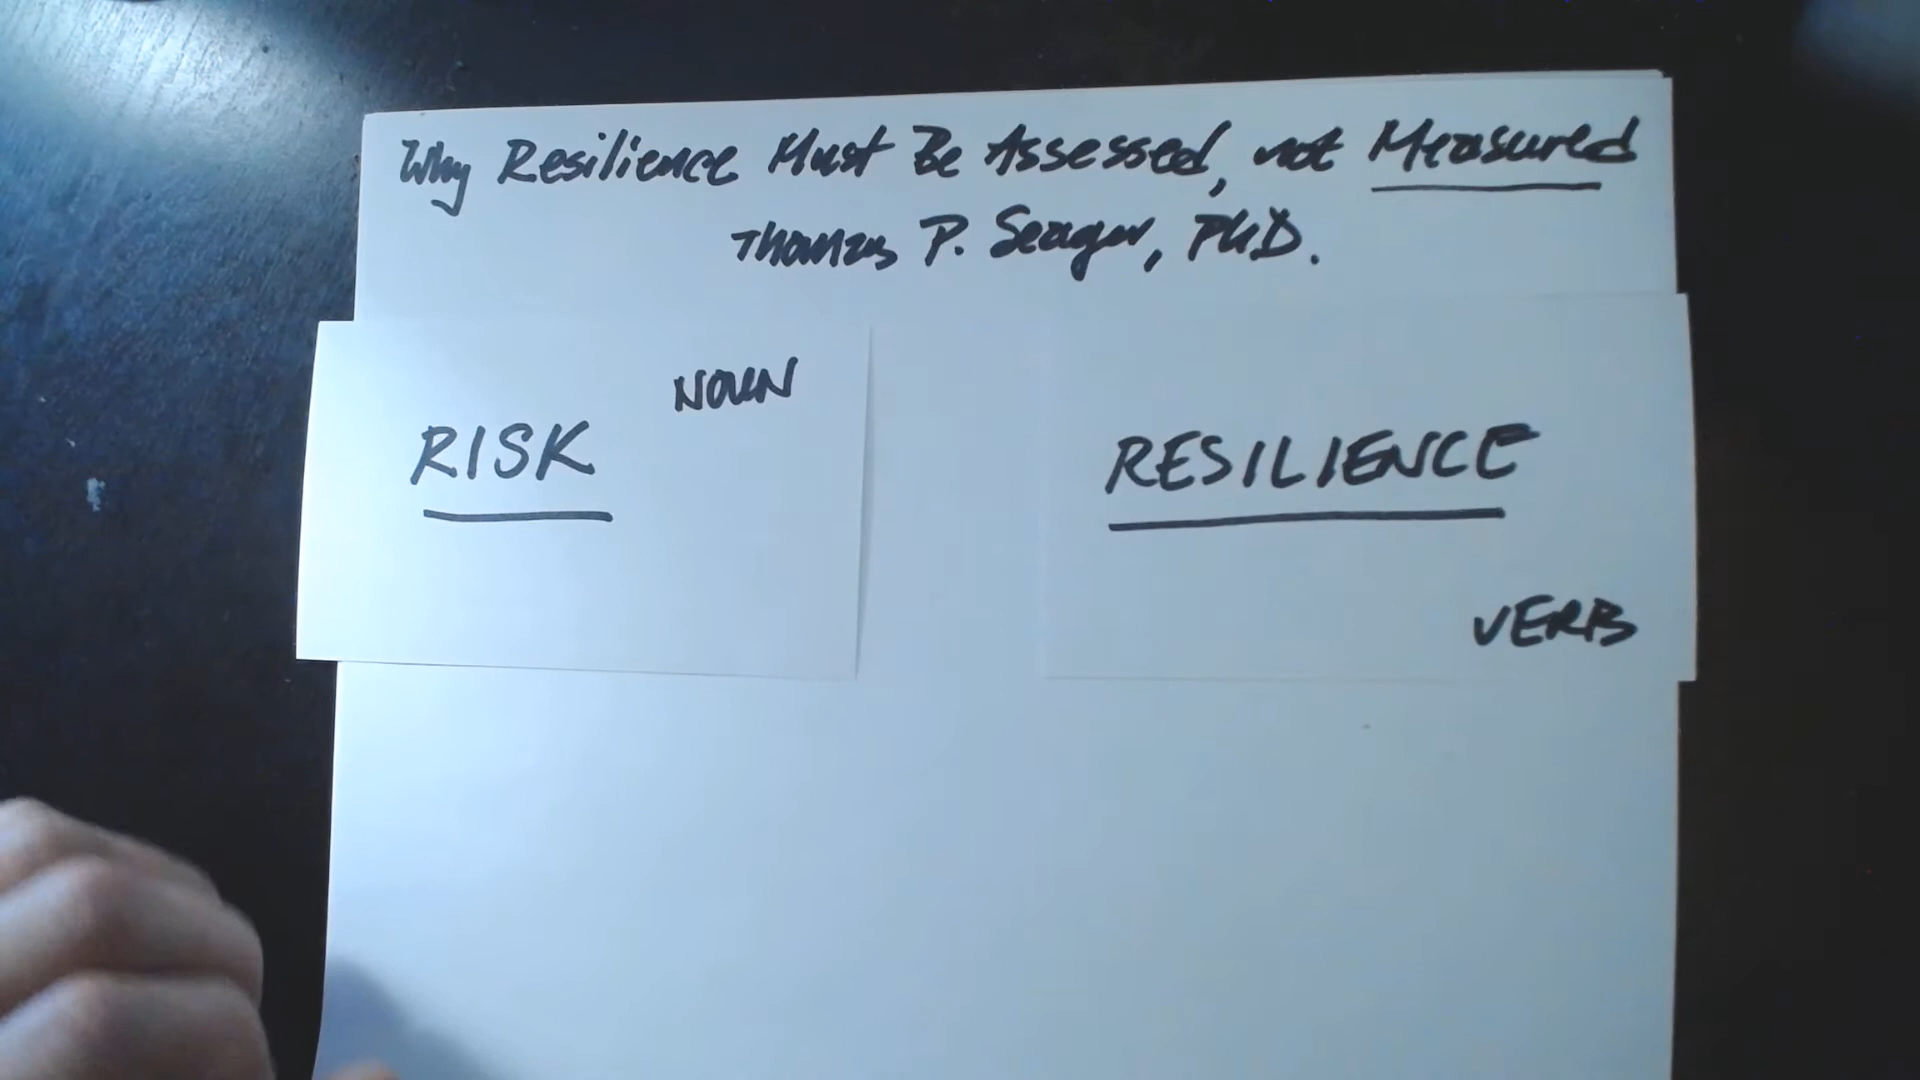 Why Resilience Must Be Assessed, not Measured
Thomas P. Seager, PhD.
NOUN
RISK
RESILIENCE
VERB